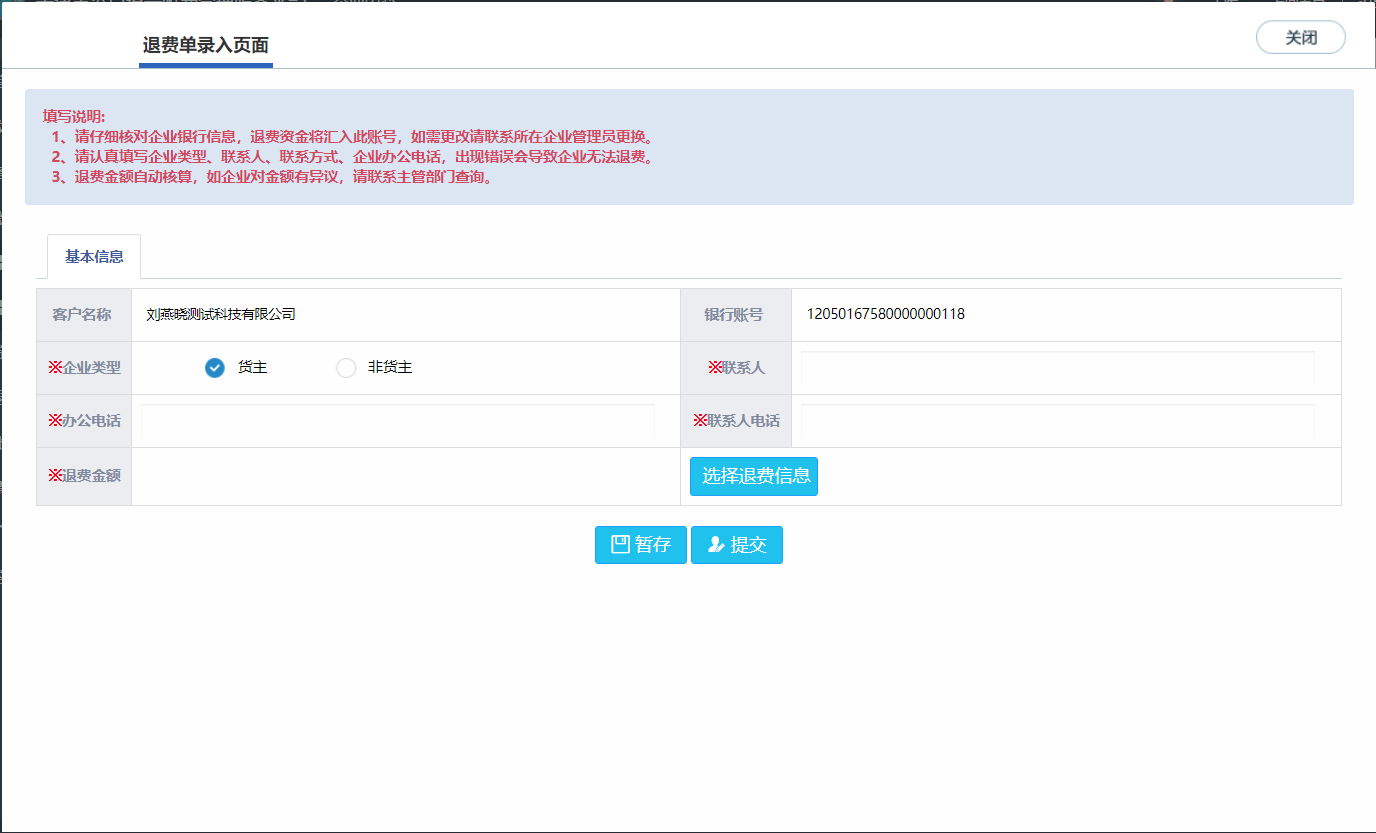 退费单录入页面
关闭
填写说明:
1、请仔细核对企业银行信息，退费资金将汇入此账号，如需更改请联系所在企业管理员更换。
2、请认真填写企业类型、联系人、联系方式、企业办公电话，出现错误会导致企业无法退费。
3、退费金额自动核算，如企业对金额有异议，请联系主管部门查询。
基本信息
客户名称 刘燕晓测试科技有限公司 银行账号 12050167580000000118
※企业类型 货主 非货主 ※联系人
※办公电话 ※联系人电话
※退费金额 选择退费信息
暂存 提交